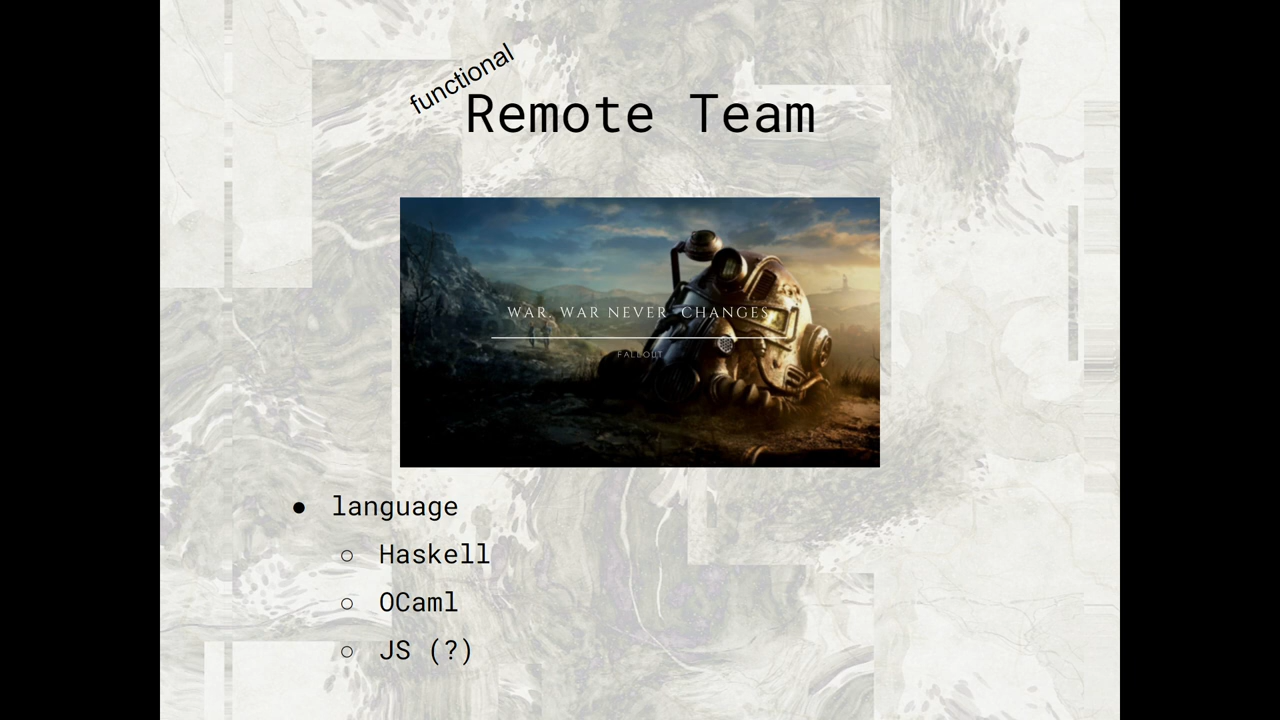 functional
Remote Team
WAR. WAR NEVER CHANGES
FALLOUT
● language
○ Haskell
○ OCaml
○ JS (?)